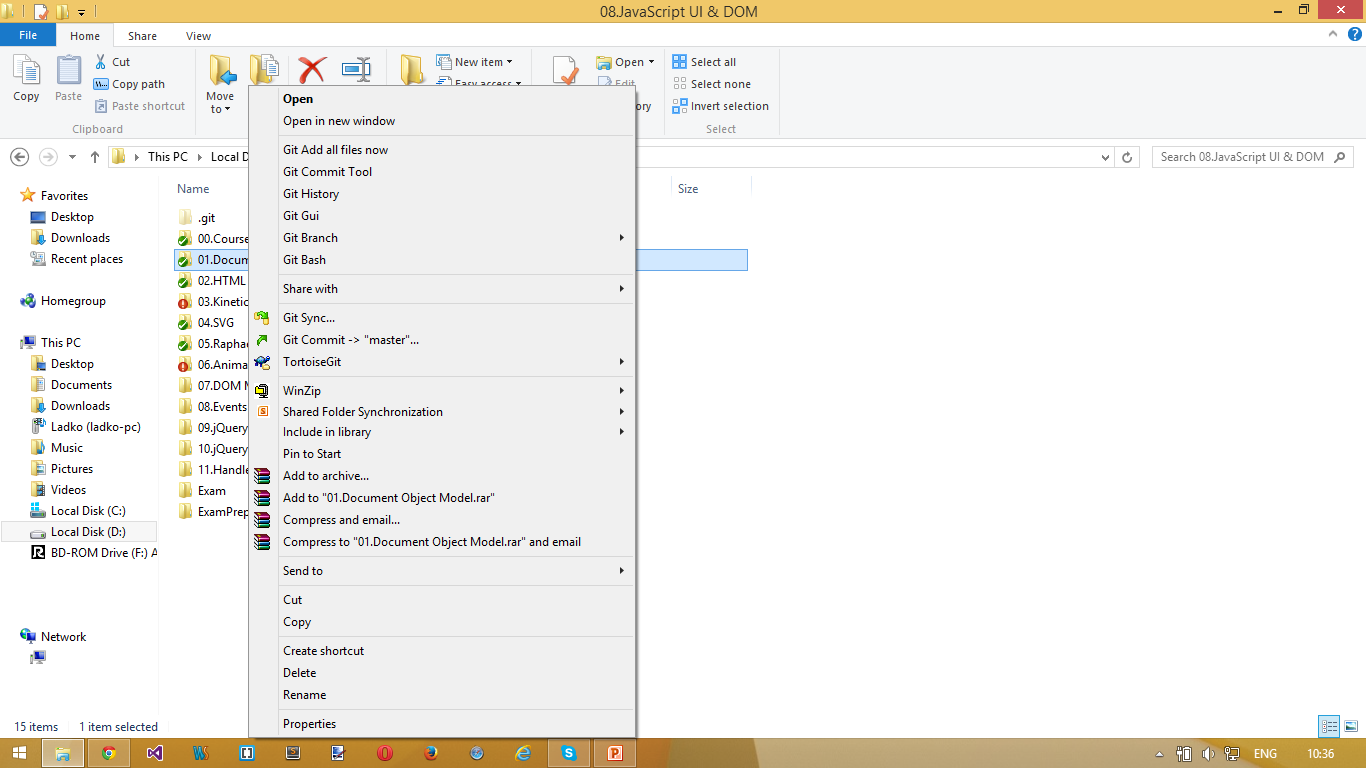 08.JavaScript UI & DOM
File Home Share View
Copy
Paste
Cut
Copy path
Paste shortcut
Clipboard
Move
to
New item
Easy access
Open
Edit
Select all
Select none
Invert selection
Select
This PC Local D
Search 08.JavaScript UI & DOM
Name Size
Favorites
Desktop
Downloads
Recent places
Homegroup
This PC
Desktop
Documents
Downloads
Ladko (ladko-pc)
Music
Pictures
Videos
Local Disk (C:)
Local Disk (D:)
BD-ROM Drive (F:) A
Network
.git
00.Course
01.Docum
02.HTML
03.Kinetic
04.SVG
05.Rapha
06.Anima
07.DOM M
08.Events
09.jQuery
10.jQuery
11.Handle
Exam
ExamPrep
Open
Open in new window
Git Add all files now
Git Commit Tool
Git History
Git Gui
Git Branch
Git Bash
Share with
Git Sync...
Git Commit -> "master"...
TortoiseGit
WinZip
Shared Folder Synchronization
Include in library
Pin to Start
Add to archive...
Add to "01.Document Object Model.rar"
Compress and email...
Compress to "01.Document Object Model.rar" and email
Send to
Cut
Copy
Create shortcut
Delete
Rename
Properties
15 items 1 item selected
ENG 10:36